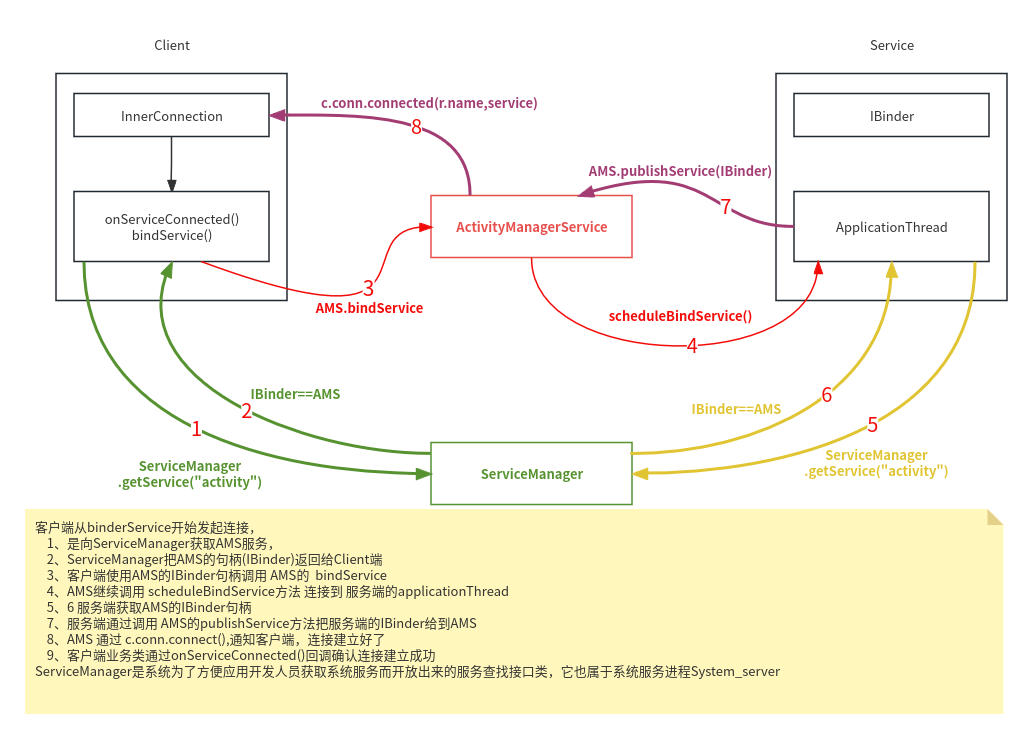 Client
Service
c.conn.connected(r.name,service)
InnerConnection
8
IBinder
AMS.publishService(IBinder)
7
onServiceConnected()
bindService()
ActivityManagerService
ApplicationThread
3
AMS.bindService
scheduleBindService()
4
IBinder==AMS
2
1
IBinder==AMS
6
5
ServiceManager
.getService("activity")
ServiceManager
ServiceManager
.getService("activity")
客户端从binderService开始发起连接，
1、是向ServiceManager获取AMS服务，
2、ServiceManager把AMS的句柄(IBinder)返回给Client端
3、客户端使用AMS的IBinder句柄调用 AMS的 bindService
4、AMS继续调用 scheduleBindService方法 连接到 服务端的applicationThread
5、6 服务端获取AMS的IBinder句柄
7、服务端通过调用 AMS的publishService方法把服务端的IBinder给到AMS
8、AMS 通过 c.conn.connect(),通知客户端，连接建立好了
9、客户端业务类通过onServiceConnected()回调确认连接建立成功
ServiceManager是系统为了方便应用开发人员获取系统服务而开放出来的服务查找接口类，它也属于系统服务进程System_server